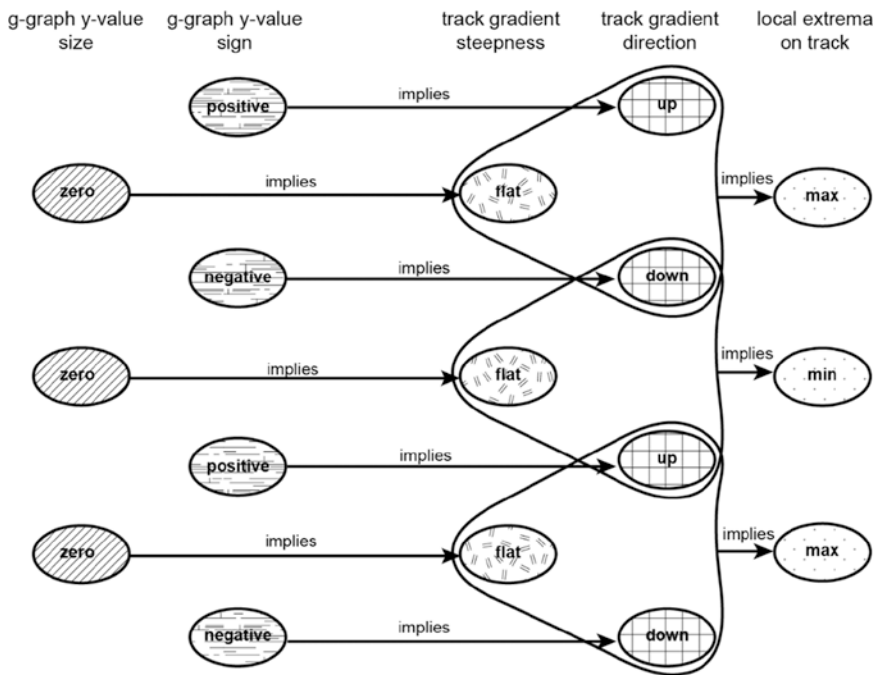 g-graph y-value size
g-graph y-value sign
track gradient steepness
track gradient direction
local extrema on track
positive
implies
up
zero
implies
flat
implies
max
negative
implies
down
zero
implies
flat
implies
min
positive
implies
up
zero
implies
flat
implies
max
negative
implies
down